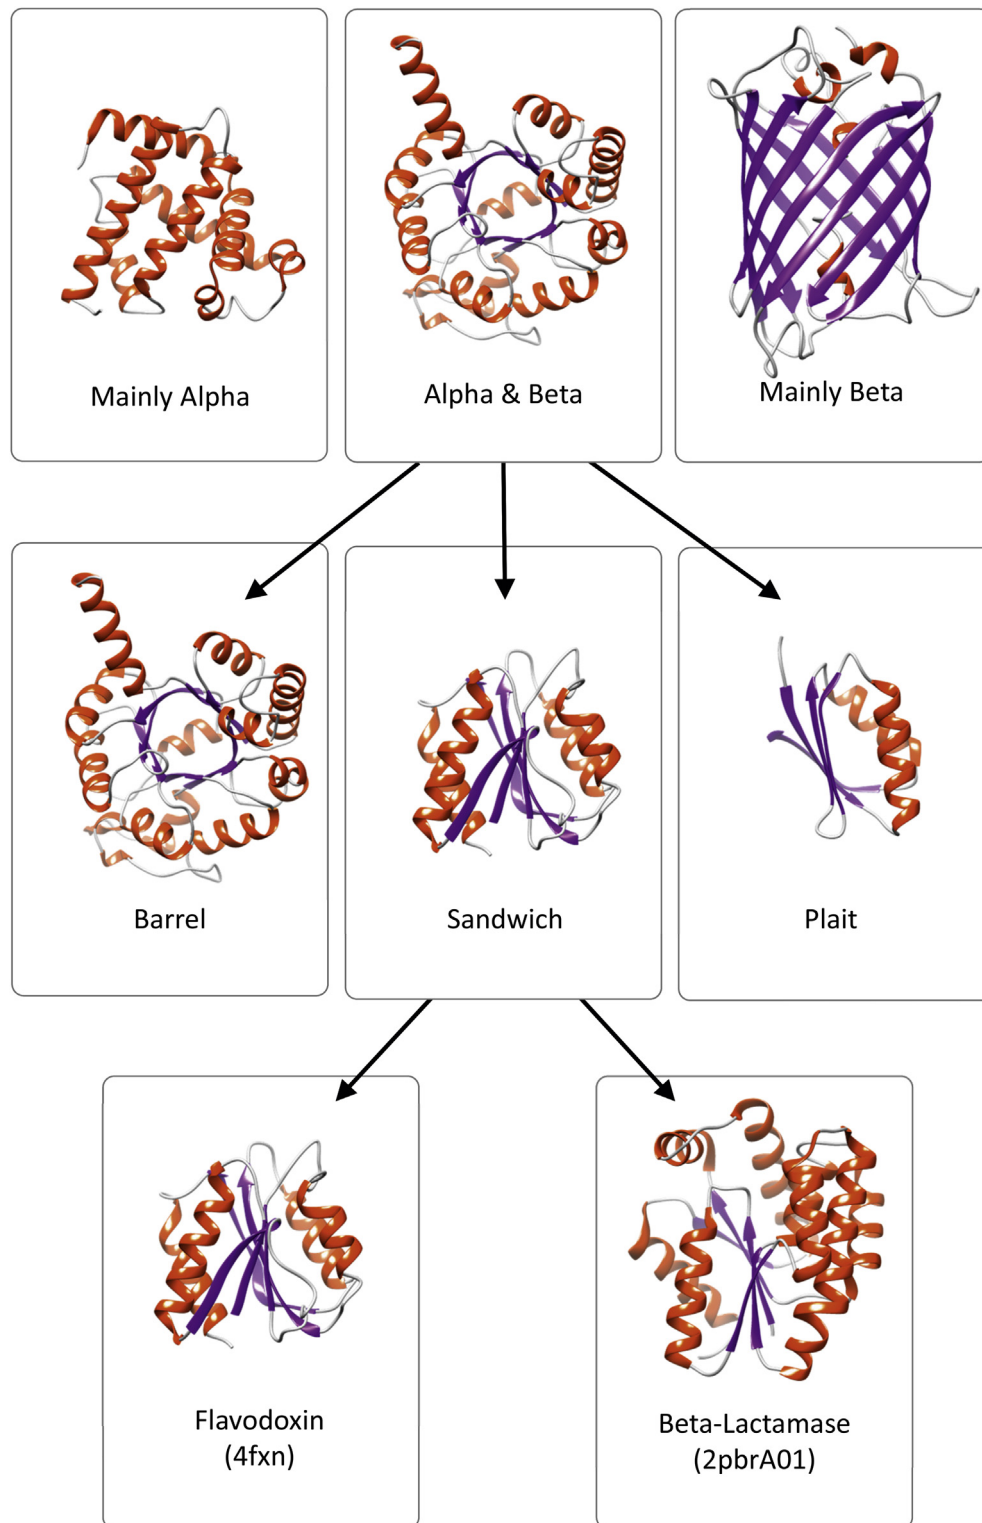 Mainly Alpha
Alpha & Beta
Mainly Beta
Barrel
Sandwich
Plait
Flavodoxin
(4fxn)
Beta-Lactamase
(2pbrA01)